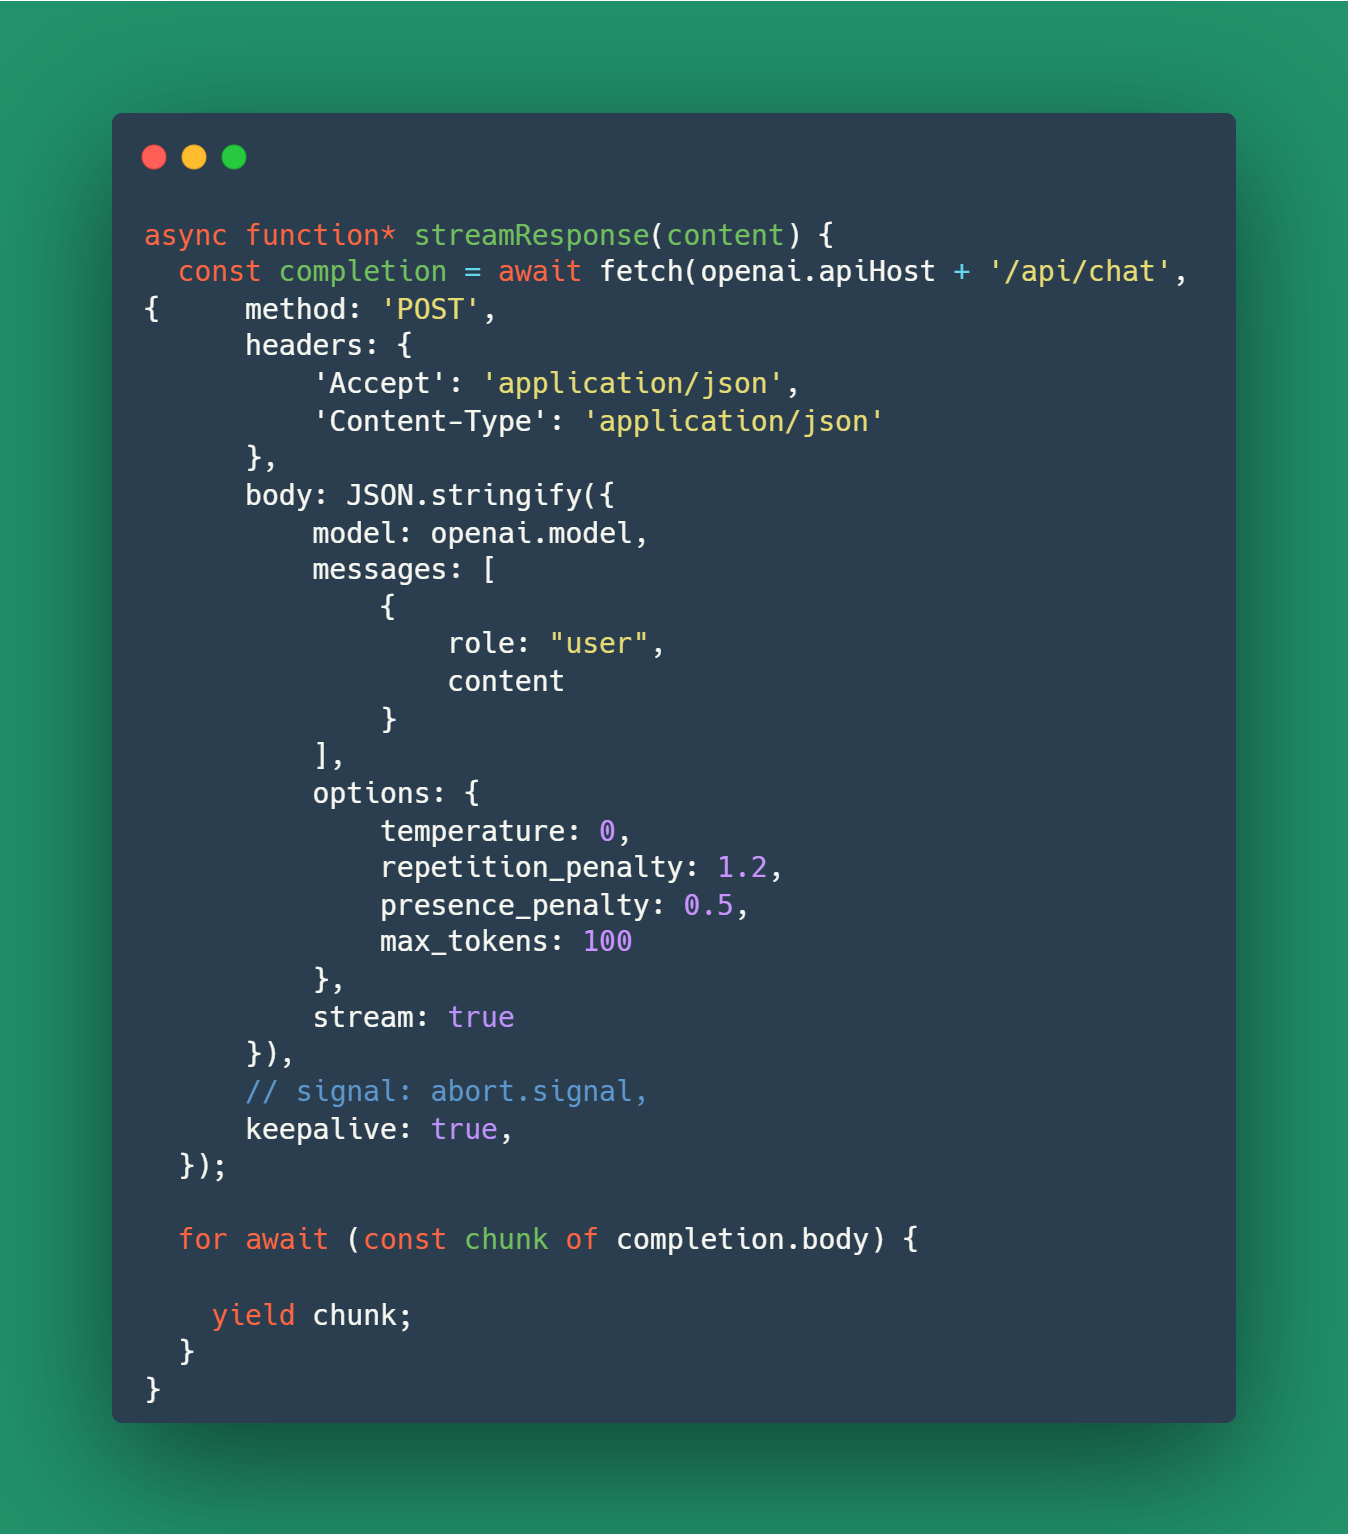 async function* streamResponse(content) {
  const completion = await fetch(openai.apiHost + '/api/chat',
{     method: 'POST',
      headers: {
          'Accept': 'application/json',
          'Content-Type': 'application/json'
      },
      body: JSON.stringify({
          model: openai.model,
          messages: [
              {
                  role: "user",
                  content
              }
          ],
          options: {
              temperature: 0,
              repetition_penalty: 1.2,
              presence_penalty: 0.5,
              max_tokens: 100
          },
          stream: true
      }),
      // signal: abort.signal,
      keepalive: true,
  });

  for await (const chunk of completion.body) {

    yield chunk;
  }
}